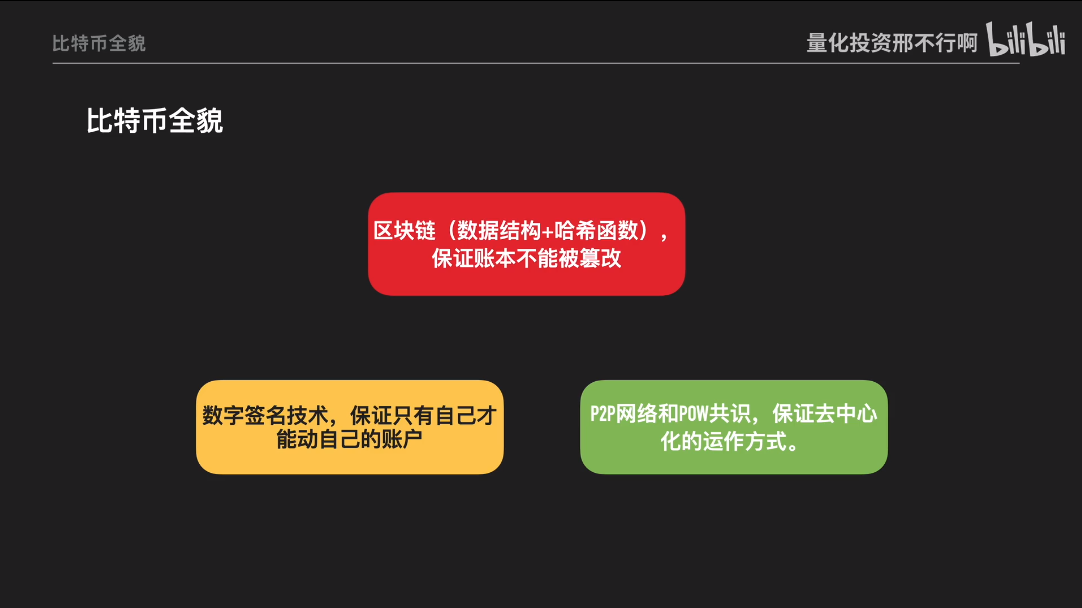 比特币全貌
量化投资邢不行啊 bilibili
比特币全貌
区块链（数据结构+哈希函数），
保证账本不能被篡改
数字签名技术，保证只有自己才
能动自己的账户
P2P网络和POW共识，保证去中心
化的运作方式。